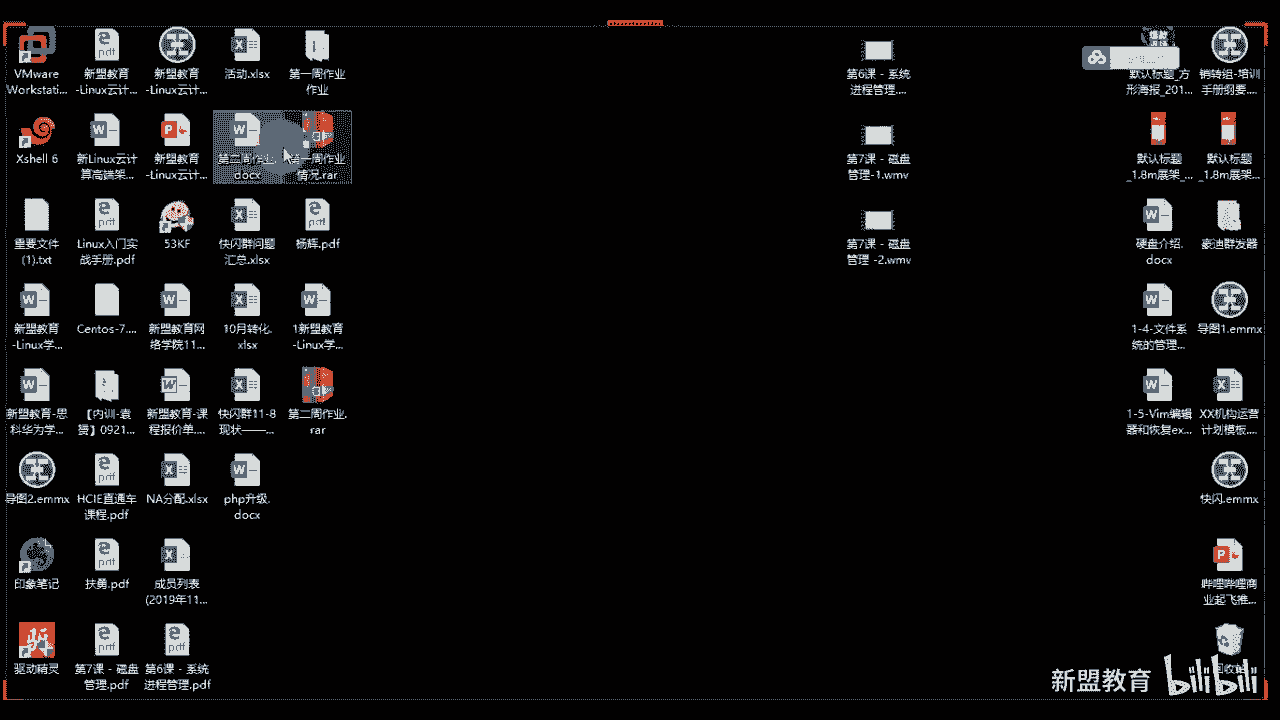 VMware
Workstati...
新盟教育
-Linux云计...
新盟教育
-Linux云计...
活动.xlsx
第一周作业
作业
第6课 - 系统
进程管理....
默认标题_方
形海报_201...
销转组-培训
手册纲要....
Xshell 6
新Linux云计
算高端架...
新盟教育
-Linux云计...
第二周作业.
docx
第一周作业
情况.rar
第7课 - 磁盘
管理-1.wmv
默认标题
_1.8m展架_...
默认标题
_1.8m展架...
重要文件
(1).txt
Linux入门实
战手册.pdf
53KF
快闪群问题
汇总.xlsx
杨辉.pdf
第7课 - 磁盘
管理 -2.wmv
硬盘介绍.
docx
豪迪群发器
新盟教育
-Linux学...
Centos-7....
新盟教育网
络学院11...
10月转化.
xlsx
1新盟教育
-Linux学...
1-4-文件系
统的管理...
导图1.emmx
新盟教育-思
科华为学...
【内训-袁
赟】0921...
新盟教育-课
程报价单....
快闪群11-8
现状——...
第二周作业.
rar
1-5-Vim编辑
器和恢复ex...
XX机构运营
计划模板....
导图2.emmx
HCIE直通车
课程.pdf
NA分配.xlsx
php升级.
docx
快闪.emmx
印象笔记
扶勇.pdf
成员列表
(2019年11...
哔哩哔哩商
业起飞推...
驱动精灵
第7课 - 磁盘
管理.pdf
第6课 - 系统
进程管理.pdf
新盟教育
bilibili